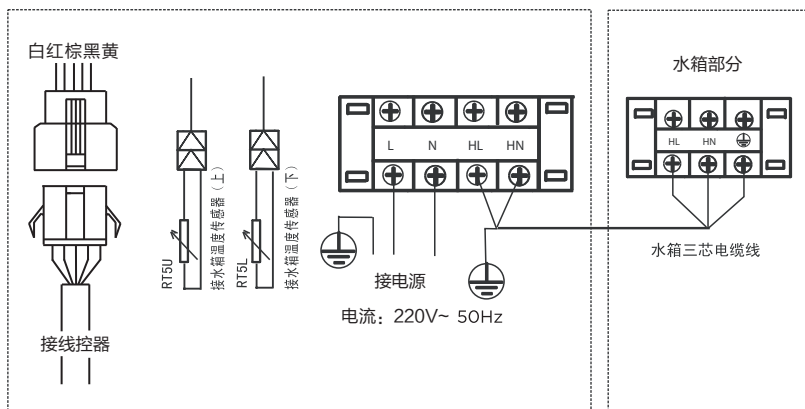 白红棕黑黄
接线控器
RT5U
接水箱温度传感器（上）
RT5L
接水箱温度传感器（下）
L N HL HN
接电源
电流：220V~ 50Hz
水箱部分
HL HN
水箱三芯电缆线